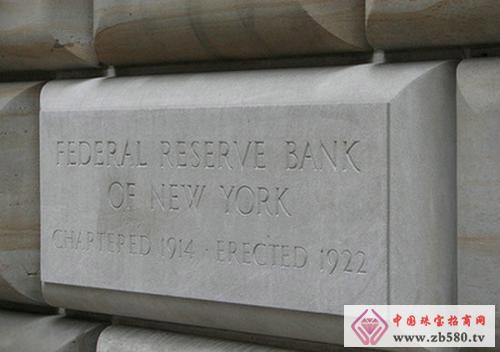 FEDERAL RESERVE BANK
OF NEW YORK
CHARTERED 1914 · ERECTED 1922
中国珠宝招商网
www.zb580.tv